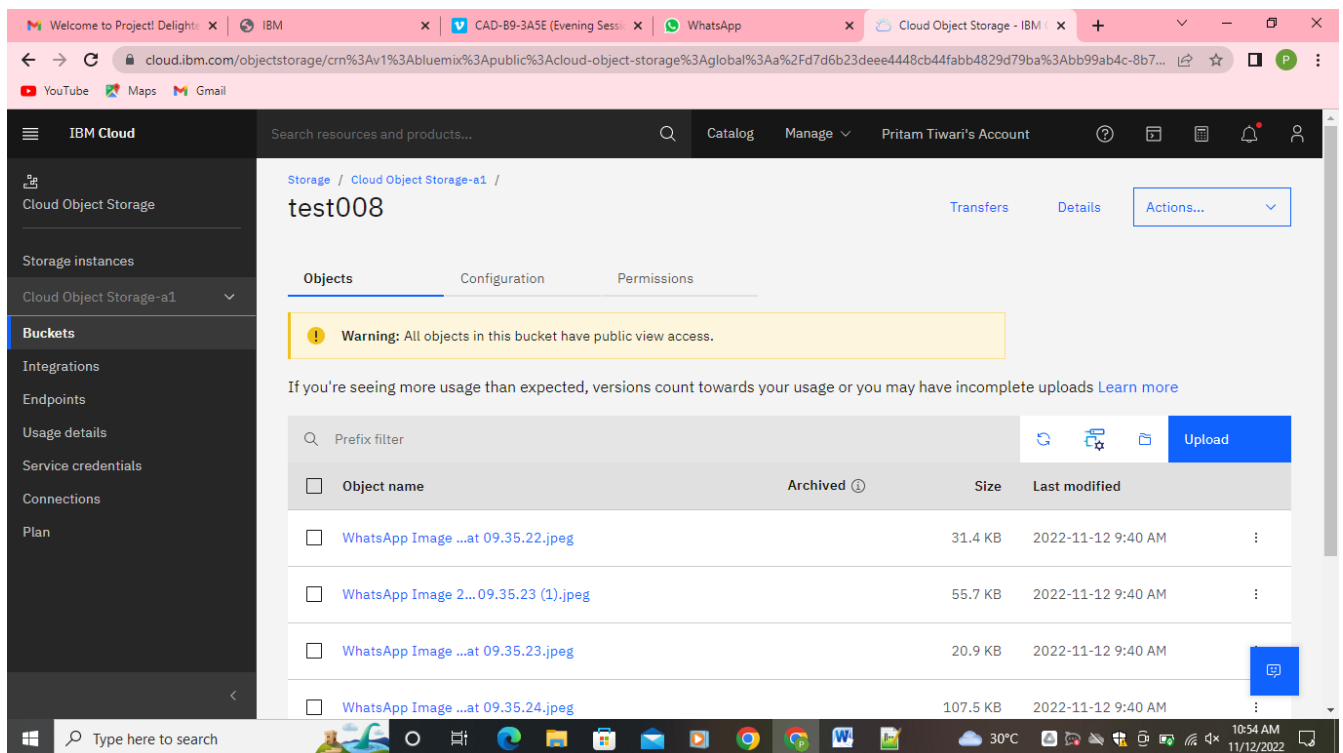 Welcome to Project! Delighte
IBM
CAD-B9-3A5E (Evening Sessi
WhatsApp
Cloud Object Storage - IBM
cloud.ibm.com/objectstorage/crn%3Av1%3Abluemix%3Apublic%3Acloud-object-storage%3Aglobal%3Aa%2Fd7d6b23deee4448cb44fabb4829d79ba%3Abb99ab4c-8b7...
P
YouTube Maps Gmail
IBM Cloud
Search resources and products...
Catalog
Manage
Pritam Tiwari's Account
Cloud Object Storage
Storage instances
Cloud Object Storage-a1
Buckets
Integrations
Endpoints
Usage details
Service credentials
Connections
Plan
Storage / Cloud Object Storage-a1 /
test008
Transfers
Details
Actions...
Objects
Configuration
Permissions
Warning: All objects in this bucket have public view access.
If you're seeing more usage than expected, versions count towards your usage or you may have incomplete uploads Learn more
Prefix filter
Upload
Object name Archived Size Last modified
WhatsApp Image ...at 09.35.22.jpeg 31.4 KB 2022-11-12 9:40 AM
WhatsApp Image 2... 09.35.23 (1).jpeg 55.7 KB 2022-11-12 9:40 AM
WhatsApp Image ...at 09.35.23.jpeg 20.9 KB 2022-11-12 9:40 AM
WhatsApp Image ...at 09.35.24.jpeg 107.5 KB 2022-11-12 9:40 AM
Type here to search
30°C
10:54 AM
11/12/2022